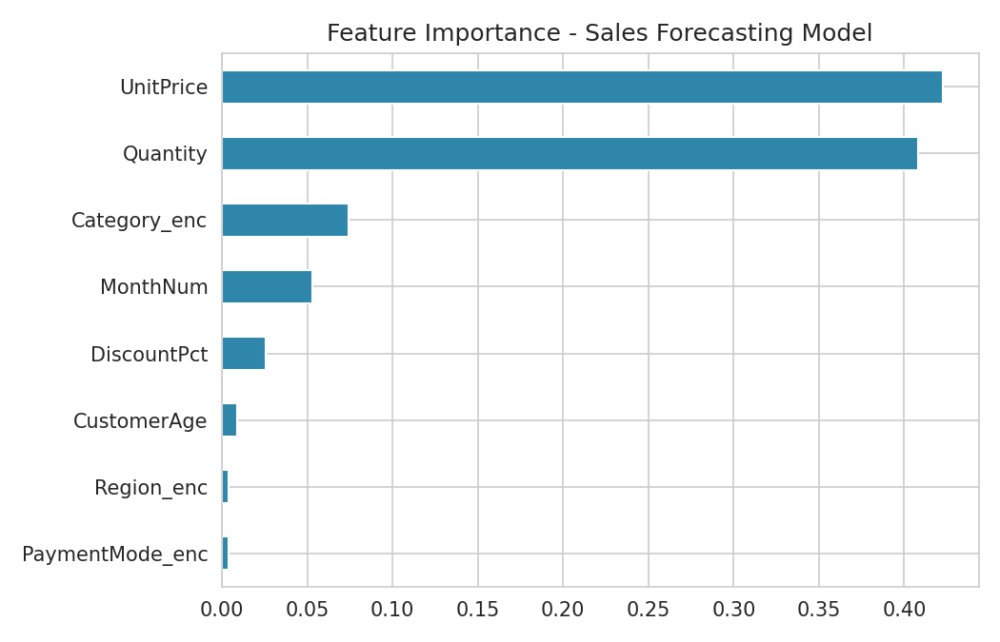 Feature Importance - Sales Forecasting Model
UnitPrice
Quantity
Category_enc
MonthNum
DiscountPct
CustomerAge
Region_enc
PaymentMode_enc
0.00 0.05 0.10 0.15 0.20 0.25 0.30 0.35 0.40